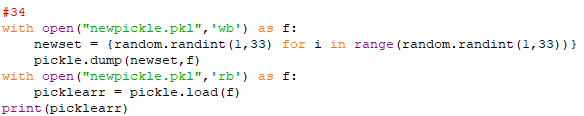 #34
with open("newpickle.pkl",'wb') as f:
    newset = {random.randint(1,33) for i in range(random.randint(1,33))}
    pickle.dump(newset,f)
with open("newpickle.pkl",'rb') as f:
    picklearr = pickle.load(f)
print(picklearr)